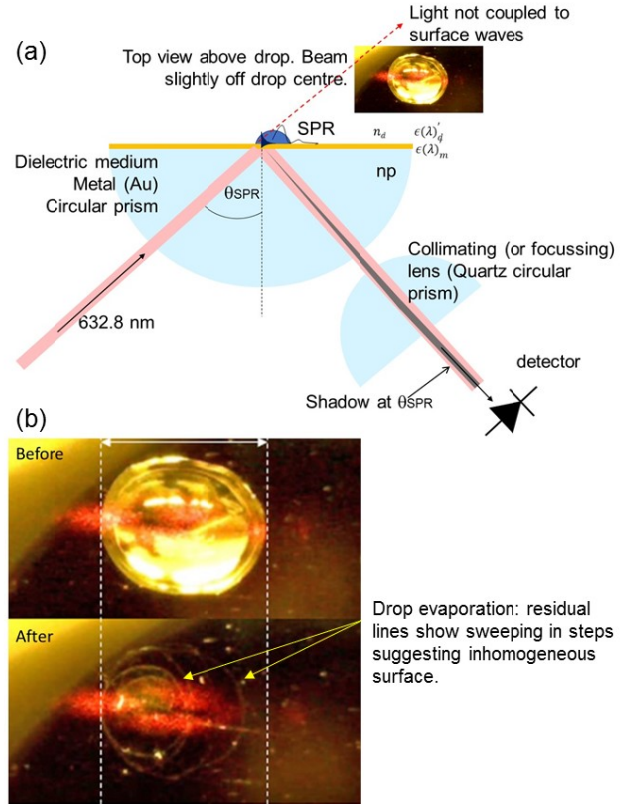 (a)
Light not coupled to
surface waves
Top view above drop. Beam
slightly off drop centre.
SPR
n_d
ϵ(λ)'_d
ϵ(λ)_m
Dielectric medium
Metal (Au)
Circular prism
θSPR
np
Collimating (or focussing)
lens (Quartz circular
prism)
632.8 nm
detector
Shadow at θSPR
(b)
Before
After
Drop evaporation: residual
lines show sweeping in steps
suggesting inhomogeneous
surface.